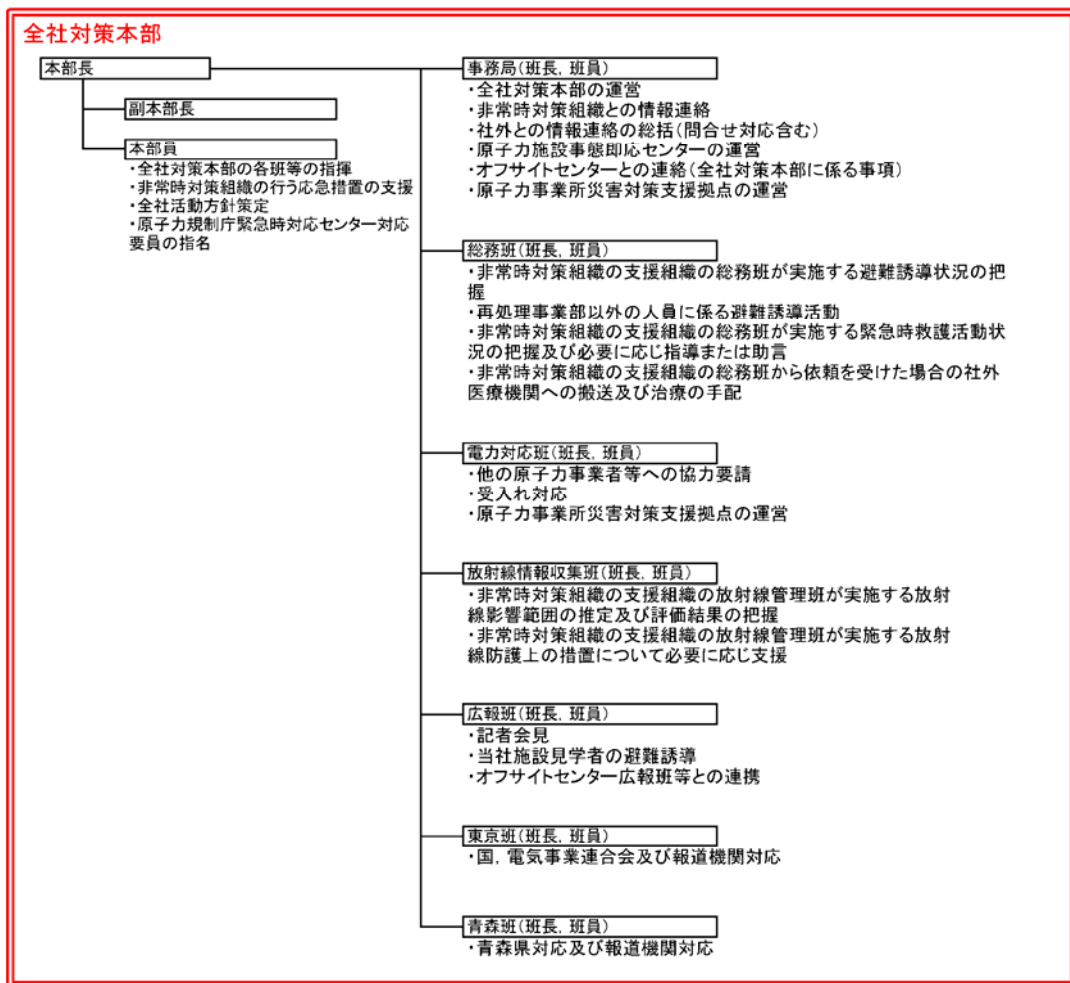 全社対策本部
本部長
副本部長
本部員
・全社対策本部の各班等の指揮
・非常時対策組織の行う応急措置の支援
・全社活動方針策定
・原子力規制庁緊急時対応センター対応
要員の指名
事務局(班長, 班員)
・全社対策本部の運営
・非常時対策組織との情報連絡
・社外との情報連絡の総括(問合せ対応含む)
・原子力施設事態即応センターの運営
・オフサイトセンターとの連絡(全社対策本部に係る事項)
・原子力事業所災害対策支援拠点の運営
総務班(班長, 班員)
・非常時対策組織の支援組織の総務班が実施する避難誘導状況の把
握
・再処理事業部以外の人員に係る避難誘導活動
・非常時対策組織の支援組織の総務班が実施する緊急時救護活動状
況の把握及び必要に応じ指導または助言
・非常時対策組織の支援組織の総務班から依頼を受けた場合の社外
医療機関への搬送及び治療の手配
電力対応班(班長, 班員)
・他の原子力事業者等への協力要請
・受入れ対応
・原子力事業所災害対策支援拠点の運営
放射線情報収集班(班長, 班員)
・非常時対策組織の支援組織の放射線管理班が実施する放射
線影響範囲の推定及び評価結果の把握
・非常時対策組織の支援組織の放射線管理班が実施する放射
線防護上の措置について必要に応じ支援
広報班(班長, 班員)
・記者会見
・当社施設見学者の避難誘導
・オフサイトセンター広報班等との連携
東京班(班長, 班員)
・国, 電気事業連合会及び報道機関対応
青森班(班長, 班員)
・青森県対応及び報道機関対応